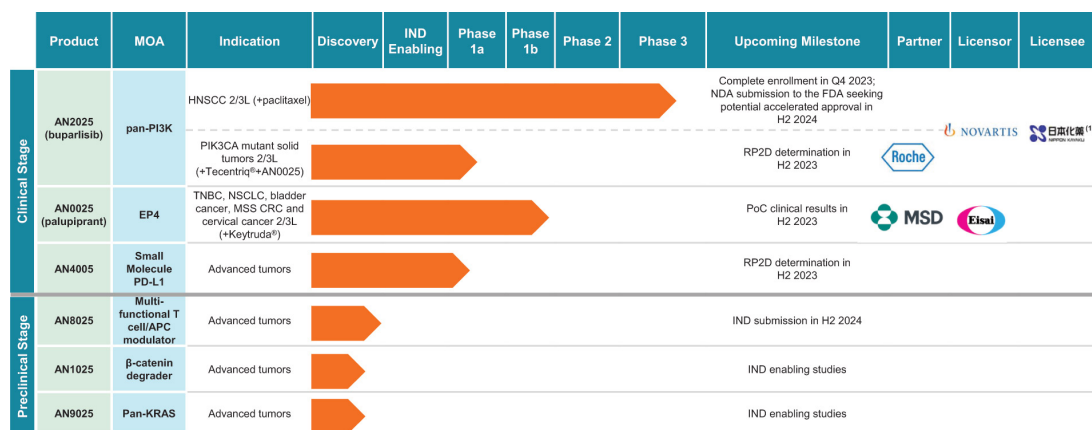 Product MOA Indication Discovery IND Enabling Phase 1a Phase 1b Phase 2 Phase 3 Upcoming Milestone Partner Licensor Licensee
Clinical Stage
AN2025
(buparlisib)
pan-PI3K
HNSCC 2/3L (+paclitaxel)
Complete enrollment in Q4 2023;
NDA submission to the FDA seeking
potential accelerated approval in
H2 2024
PIK3CA mutant solid
tumors 2/3L
(+Tecentriq®+AN0025)
RP2D determination in
H2 2023
Roche
NOVARTIS
日本化薬 (1
NIPPON KAYAKU
AN0025
(palupiprant)
EP4
TNBC, NSCLC, bladder
cancer, MSS CRC and
cervical cancer 2/3L
(+Keytruda®)
PoC clinical results in
H2 2023
MSD
Eisai
AN4005
Small
Molecule
PD-L1
Advanced tumors
RP2D determination in
H2 2023
Preclinical Stage
AN8025
Multi-
functional T
cell/APC
modulator
Advanced tumors
IND submission in H2 2024
AN1025
β-catenin
degrader
Advanced tumors
IND enabling studies
AN9025
Pan-KRAS
Advanced tumors
IND enabling studies